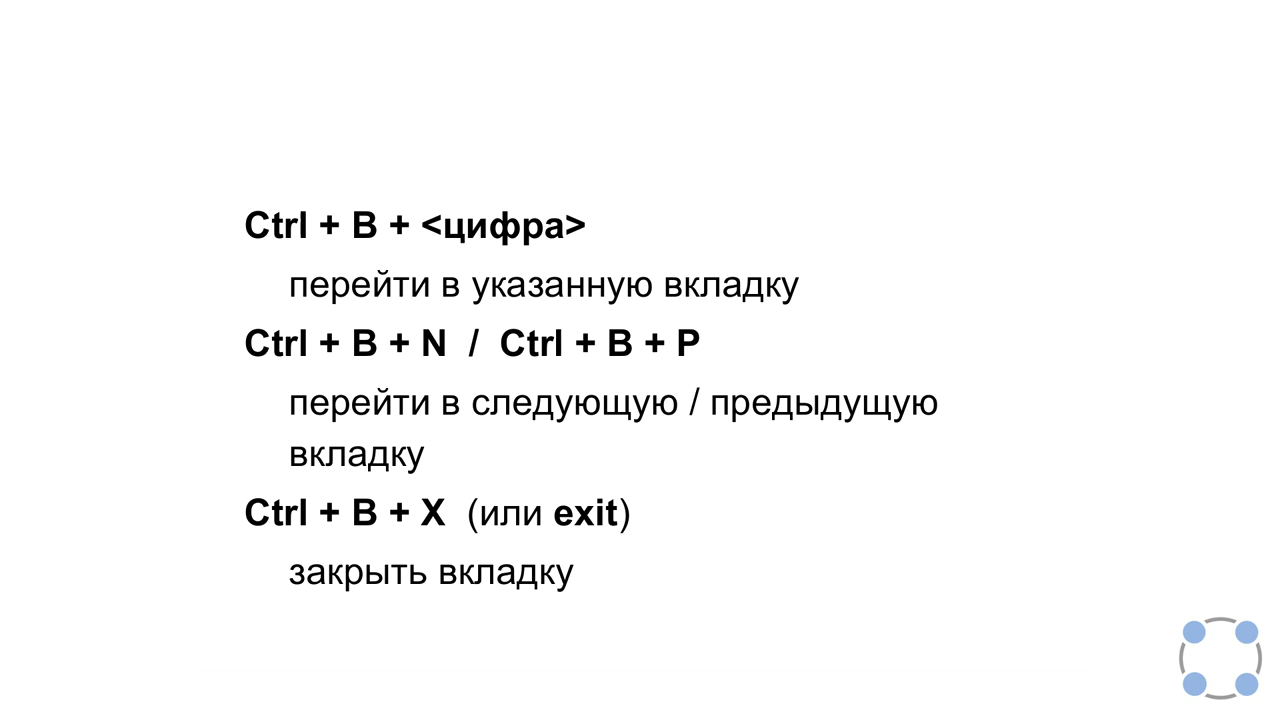 Ctrl + B + <цифра>
перейти в указанную вкладку
Ctrl + B + N / Ctrl + B + P
перейти в следующую / предыдущую
вкладку
Ctrl + B + X (или exit)
закрыть вкладку